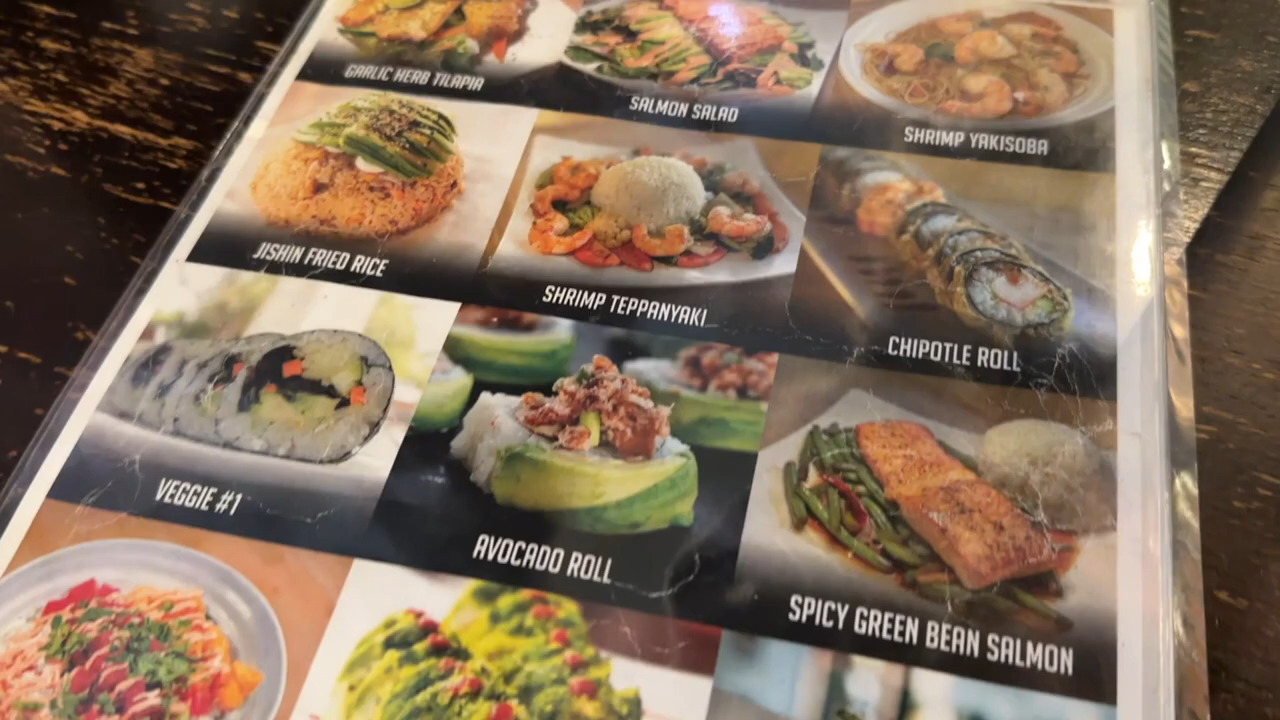 GARLIC HERB TILAPIA
SALMON SALAD
SHRIMP YAKISOBA
JISHIN FRIED RICE
SHRIMP TEPPANYAKI
CHIPOTLE ROLL
VEGGIE #1
AVOCADO ROLL
SPICY GREEN BEAN SALMON